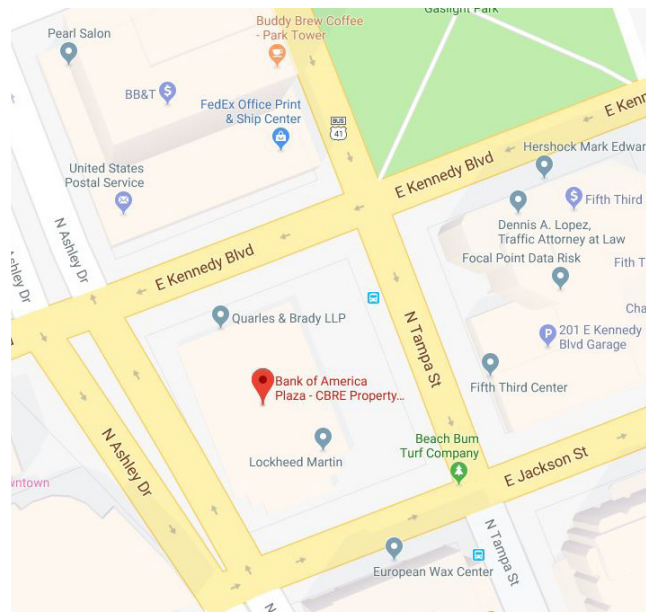 Gaslight Park
Buddy Brew Coffee
- Park Tower
Pearl Salon
BB&T
FedEx Office Print
& Ship Center
BUS
41
E Kenn
E Kennedy Blvd
Hershock Mark Edwar
United States
Postal Service
Fifth Third
Dennis A. Lopez,
Traffic Attorney at Law
N Ashley Dr
N Ashley Dr
E Kennedy Blvd
Focal Point Data Risk
Fifth T
Cha
Quarles & Brady LLP
N Tampa St
P
201 E Kennedy
Blvd Garage
Bank of America
Plaza - CBRE Property...
Fifth Third Center
N Ashley Dr
Lockheed Martin
Beach Bum
Turf Company
E Jackson St
wntown
N Tampa St
European Wax Center
N